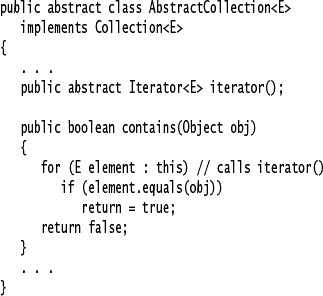 public abstract class AbstractCollection<E>
implements Collection<E>
{
. . .
public abstract Iterator<E> iterator();
public boolean contains(Object obj)
{
for (E element : this) // calls iterator()
if (element.equals(obj))
return = true;
return false;
}
. . .
}